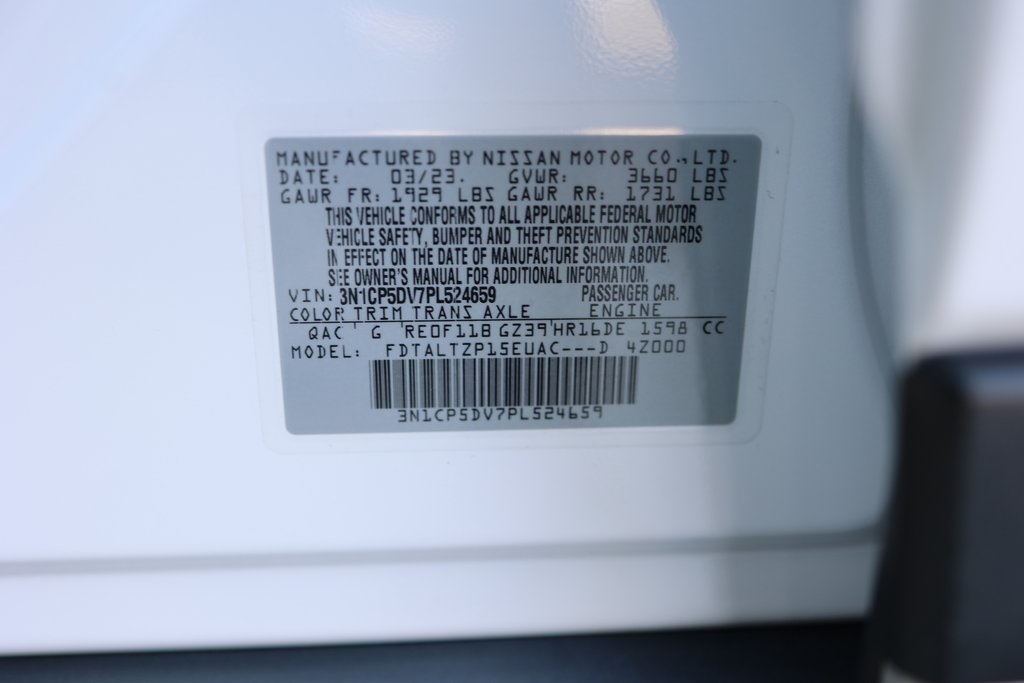 MANUFACTURED BY NISSAN MOTOR CO., LTD.
DATE: 03/23. GVWR: 3660 LBS
GAWR FR: 1929 LBS GAWR RR: 1731 LBS
THIS VEHICLE CONFORMS TO ALL APPLICABLE FEDERAL MOTOR
VEHICLE SAFETY, BUMPER AND THEFT PREVENTION STANDARDS
IN EFFECT ON THE DATE OF MANUFACTURE SHOWN ABOVE.
SEE OWNER'S MANUAL FOR ADDITIONAL INFORMATION.
VIN: 3N1CP5DV7PL524659 PASSENGER CAR.
COLOR TRIM TRANS AXLE ENGINE
QAC G RE0F11B GZ39 HR16DE 1598 CC
MODEL: FDTALTZP15EUAC---D 4Z000
3N1CP5DV7PL524659